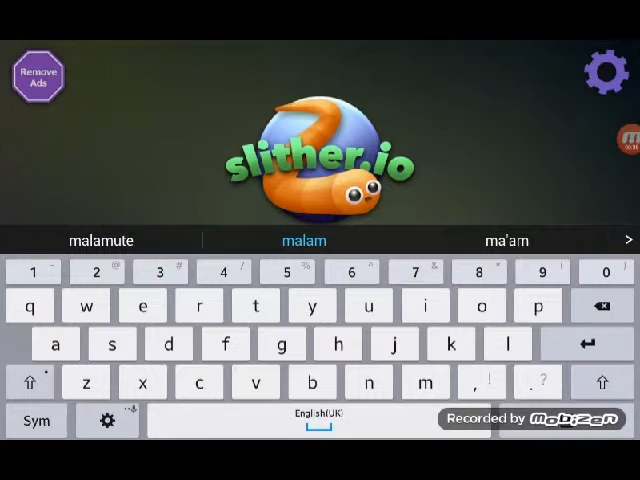 Remove
Ads
slither.io
malamute malam ma'am >
1 2 @ 3 # 4 / 5 % 6 ^ 7 & 8 * 9 ( 0 )
q w e r t y u i o p
a s d f g h j k l
z x c v b n m , ! . ?
Sym English(UK)
Recorded by MOBIZEN